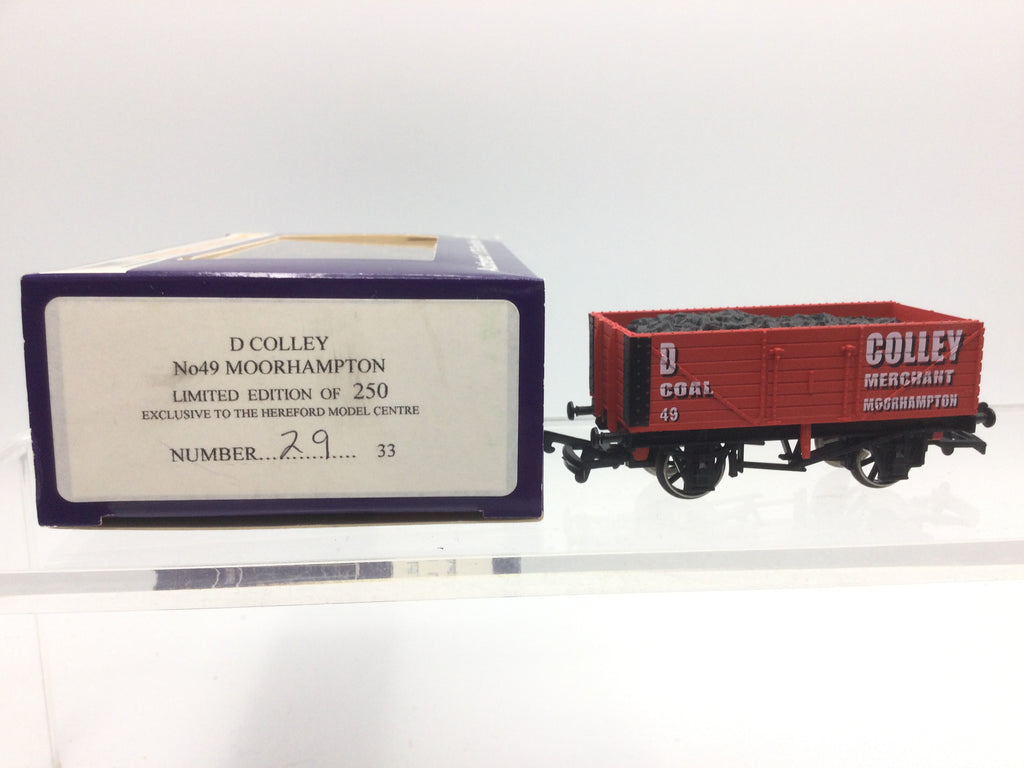 D COLLEY
No49 MOORHAMPTON
LIMITED EDITION OF 250
EXCLUSIVE TO THE HEREFORD MODEL CENTRE
NUMBER....29.... 33
D COLLEY
COAL MERCHANT
49 MOORHAMPTON